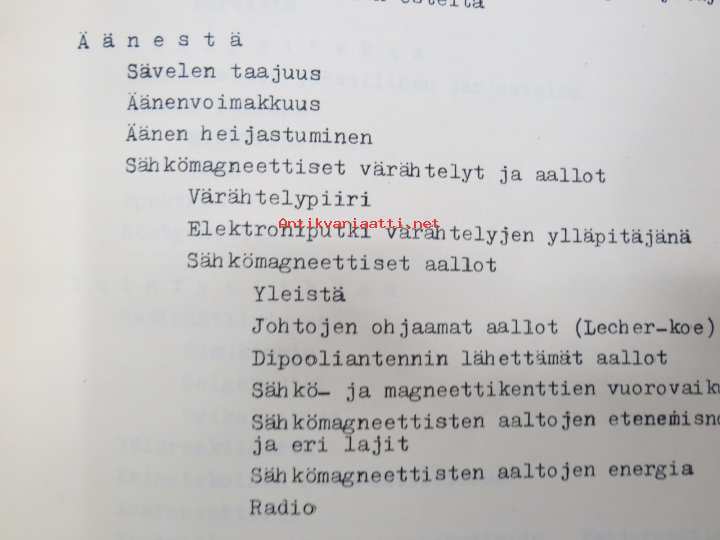 Äänestä
Sävelen taajuus
Äänenvoimakkuus
Äänen heijastuminen
Sähkömagneettiset värähtelyt ja aallot
Värähtelypiiri
Antikvariaatti.net
Elektroniputki värähtelyjen ylläpitäjänä
Sähkömagneettiset aallot
Yleistä
Johtojen ohjaamat aallot (Lecher-koe)
Dipooliantennin lähettämät aallot
Sähkö- ja magneettikenttien vuorovaiku
Sähkömagneettisten aaltojen etenemisno
ja eri lajit
Sähkömagneettisten aaltojen energia
Radio